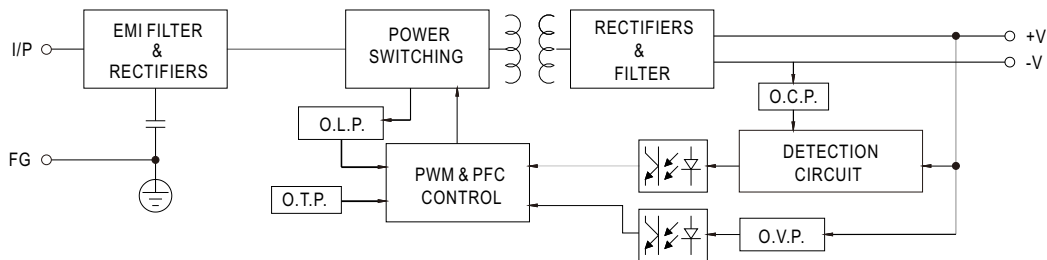 I/P
EMI FILTER
&
RECTIFIERS
POWER
SWITCHING
RECTIFIERS
&
FILTER
+V
-V
O.C.P.
O.L.P.
FG
PWM & PFC
CONTROL
DETECTION
CIRCUIT
O.T.P.
O.V.P.